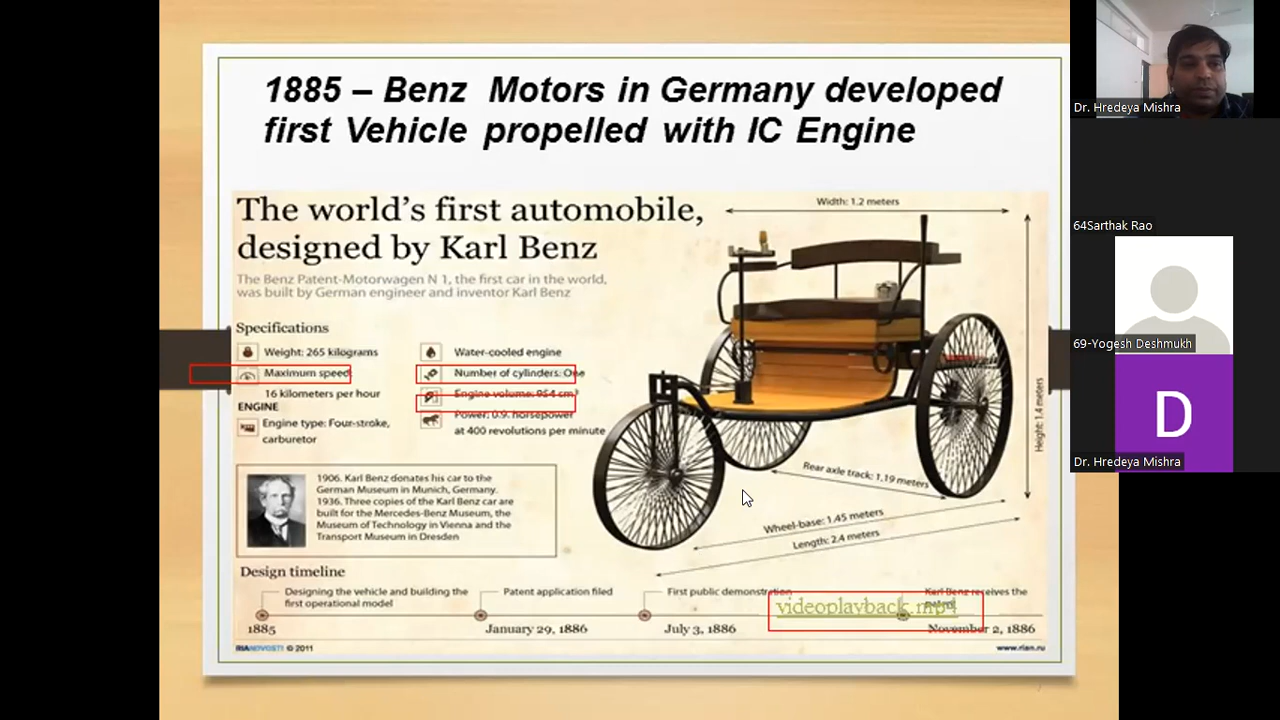 1885 – Benz Motors in Germany developed
first Vehicle propelled with IC Engine
The world's first automobile,
designed by Karl Benz
The Benz Patent-Motorwagen N 1, the first car in the world,
was built by German engineer and inventor Karl Benz
Specifications
Weight: 265 kilograms
Maximum speed:
16 kilometers per hour
ENGINE
Engine type: Four-stroke,
carburetor
Water-cooled engine
Number of cylinders: One
Engine volume: 954 cm³
Power: 0.9. horsepower
at 400 revolutions per minute
Width: 1.2 meters
Height: 1.4 meters
Rear axle track: 1.19 meters
Wheel-base: 1.45 meters
Length: 2.4 meters
1906. Karl Benz donates his car to the
German Museum in Munich, Germany.
1936. Three copies of the Karl Benz car are
built for the Mercedes-Benz Museum, the
Museum of Technology in Vienna and the
Transport Museum in Dresden
Design timeline
Designing the vehicle and building the
first operational model
1885
Patent application filed
January 29, 1886
First public demonstration
July 3, 1886
Karl Benz receives the
patent
November 2, 1886
videoplayback.mp4
RIANOVOSTI © 2011
www.rian.ru
Dr. Hredeya Mishra
64Sarthak Rao
69-Yogesh Deshmukh
D
Dr. Hredeya Mishra